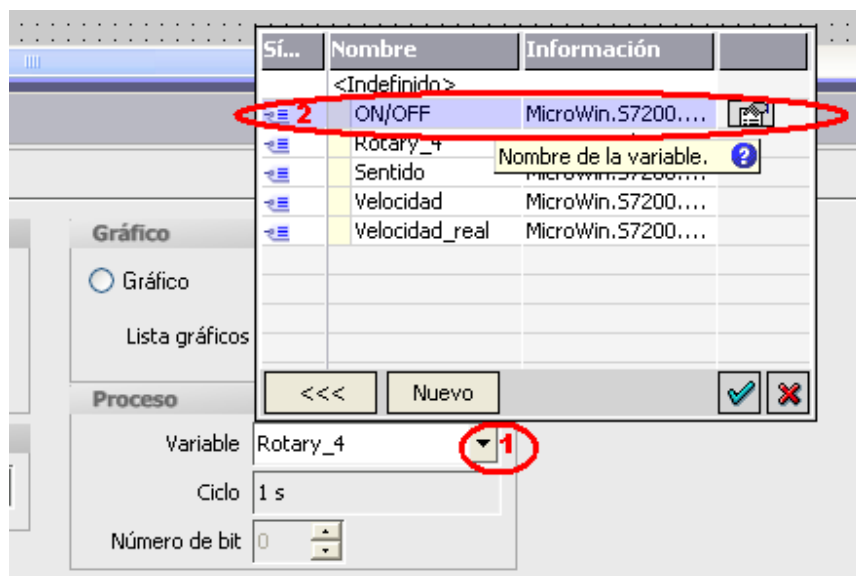 Sí... Nombre Información
<Indefinido>
2 ON/OFF MicroWin.S7200....
Rotary_4
Nombre de la variable.
Sentido
Velocidad MicroWin.S7200....
Velocidad_real MicroWin.S7200....
Gráfico
Gráfico
Lista gráficos
<<< Nuevo
Proceso
Variable Rotary_4 1
Ciclo 1 s
Número de bit 0